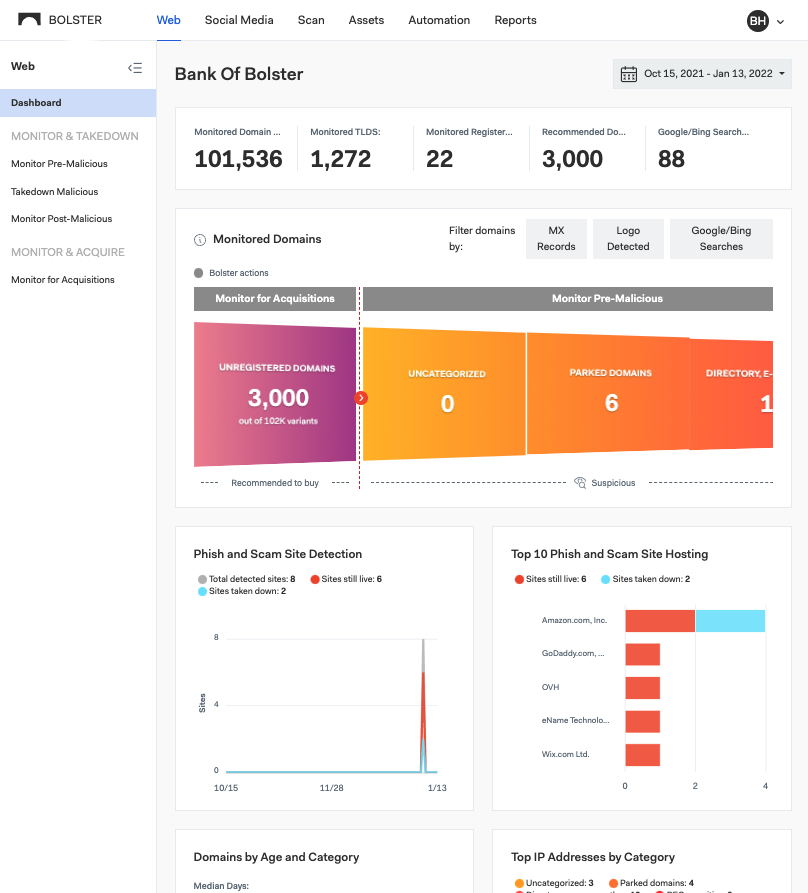 BOLSTER
Web
Social Media
Scan
Assets
Automation
Reports
BH
Web
Dashboard
MONITOR & TAKEDOWN
Monitor Pre-Malicious
Takedown Malicious
Monitor Post-Malicious
MONITOR & ACQUIRE
Monitor for Acquisitions
Bank Of Bolster
Oct 15, 2021 - Jan 13, 2022
Monitored Domain ...
101,536
Monitored TLDS:
1,272
Monitored Register...
22
Recommended Do...
3,000
Google/Bing Search...
88
Monitored Domains
Filter domains
by:
MX
Records
Logo
Detected
Google/Bing
Searches
Bolster actions
Monitor for Acquisitions
Monitor Pre-Malicious
UNREGISTERED DOMAINS
3,000
out of 102K variants
UNCATEGORIZED
0
PARKED DOMAINS
6
DIRECTORY, E-
1
Recommended to buy
Suspicious
Phish and Scam Site Detection
Total detected sites: 8
Sites still live: 6
Sites taken down: 2
8
4
0
Sites
10/15
11/28
1/13
Top 10 Phish and Scam Site Hosting
Sites still live: 6
Sites taken down: 2
Amazon.com, Inc.
GoDaddy.com, ...
OVH
eName Technolo...
Wix.com Ltd.
0
2
4
Domains by Age and Category
Median Days:
Top IP Addresses by Category
Uncategorized: 3
Parked domains: 4